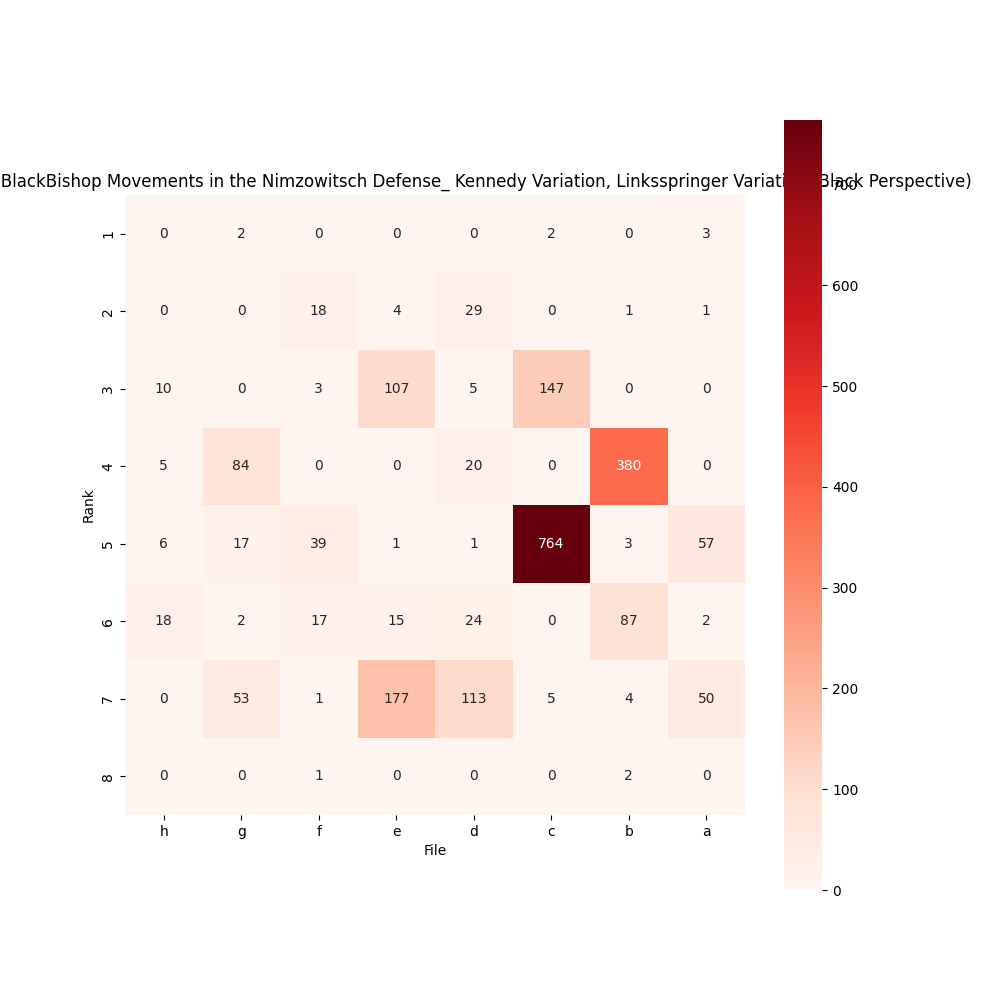 BlackBishop Movements in the Nimzowitsch Defense_ Kennedy Variation, Linksspringer Variati Black Perspective)
700
1 0 2 0 0 0 2 0 3
600
2 0 0 18 4 29 0 1 1
500
3 10 0 3 107 5 147 0 0
4 5 84 0 0 20 0 380 0
400
Rank
5 6 17 39 1 1 764 3 57
300
6 18 2 17 15 24 0 87 2
200
7 0 53 1 177 113 5 4 50
100
8 0 0 1 0 0 0 2 0
h g f e d c b a
File
0